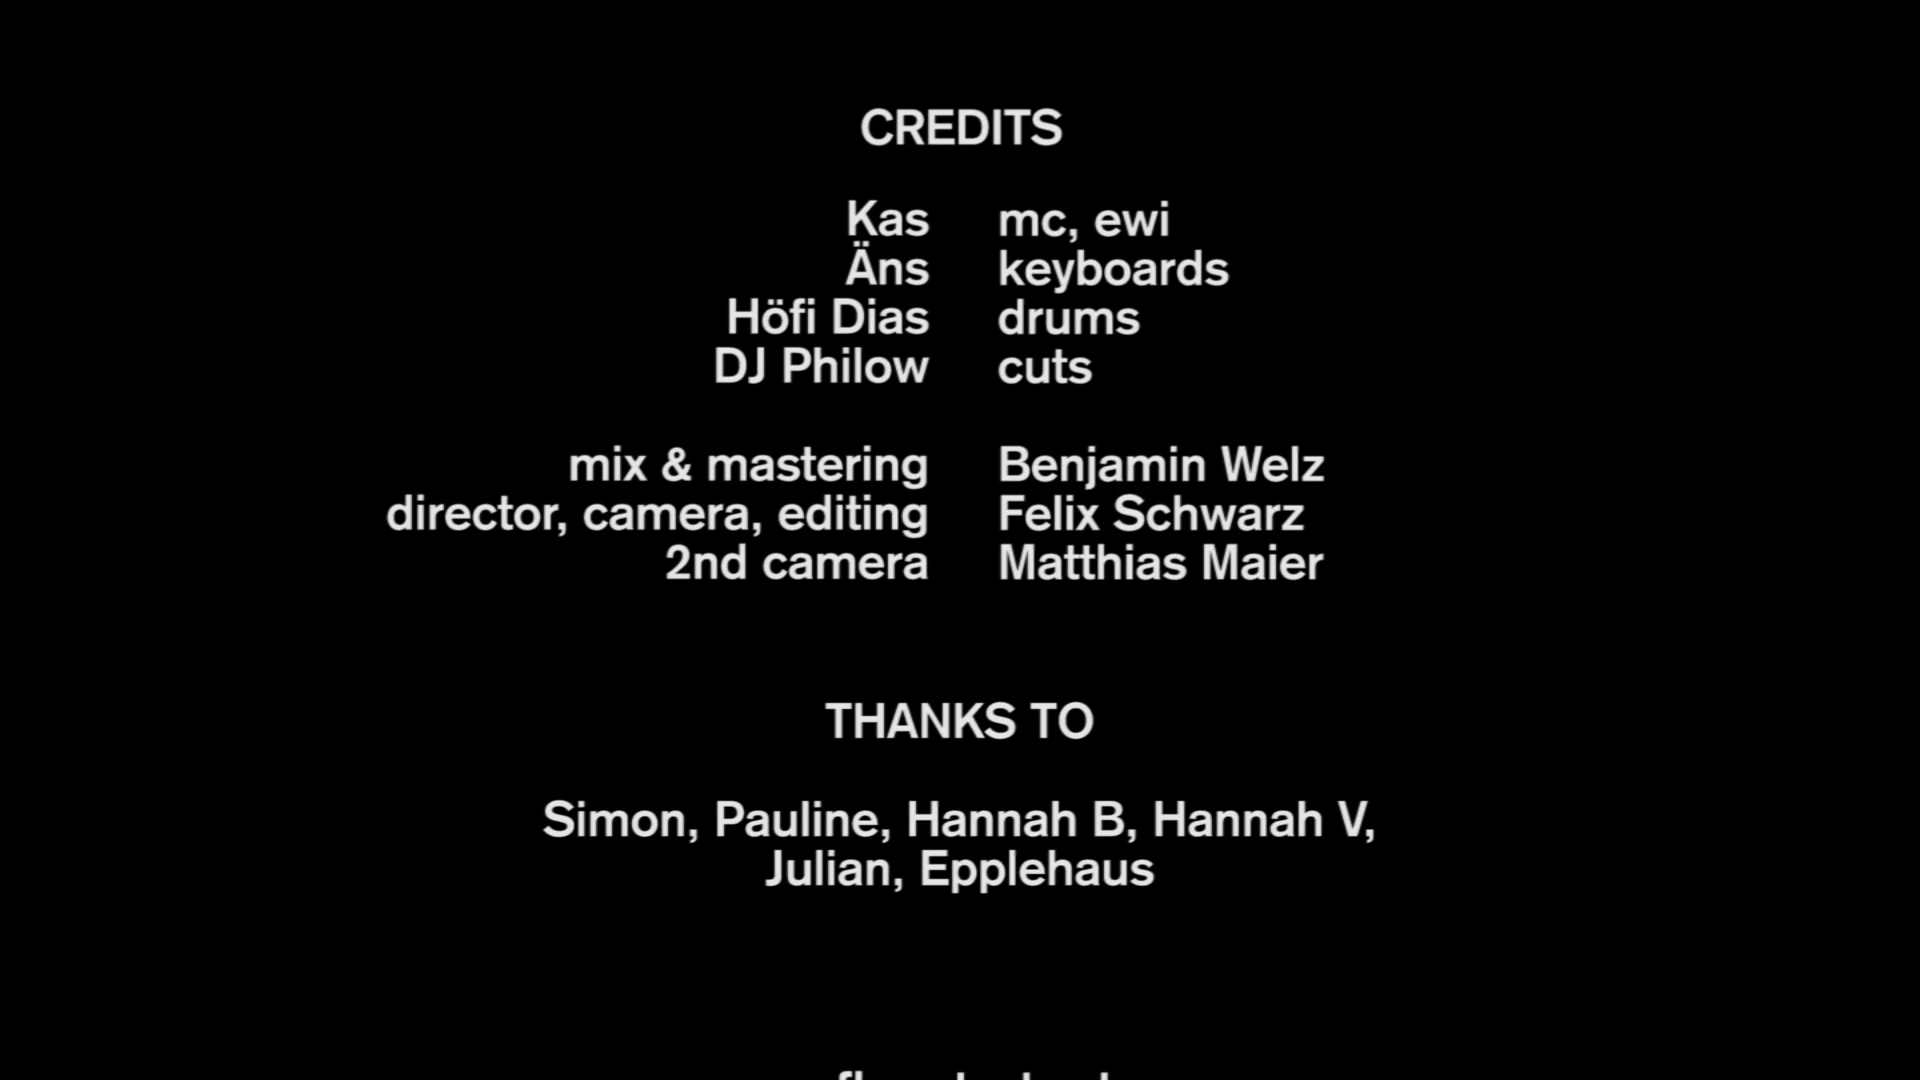 CREDITS
Kas mc, ewi
Äns keyboards
Höfi Dias drums
DJ Philow cuts
mix & mastering Benjamin Welz
director, camera, editing Felix Schwarz
2nd camera Matthias Maier
THANKS TO
Simon, Pauline, Hannah B, Hannah V,
Julian, Epplehaus